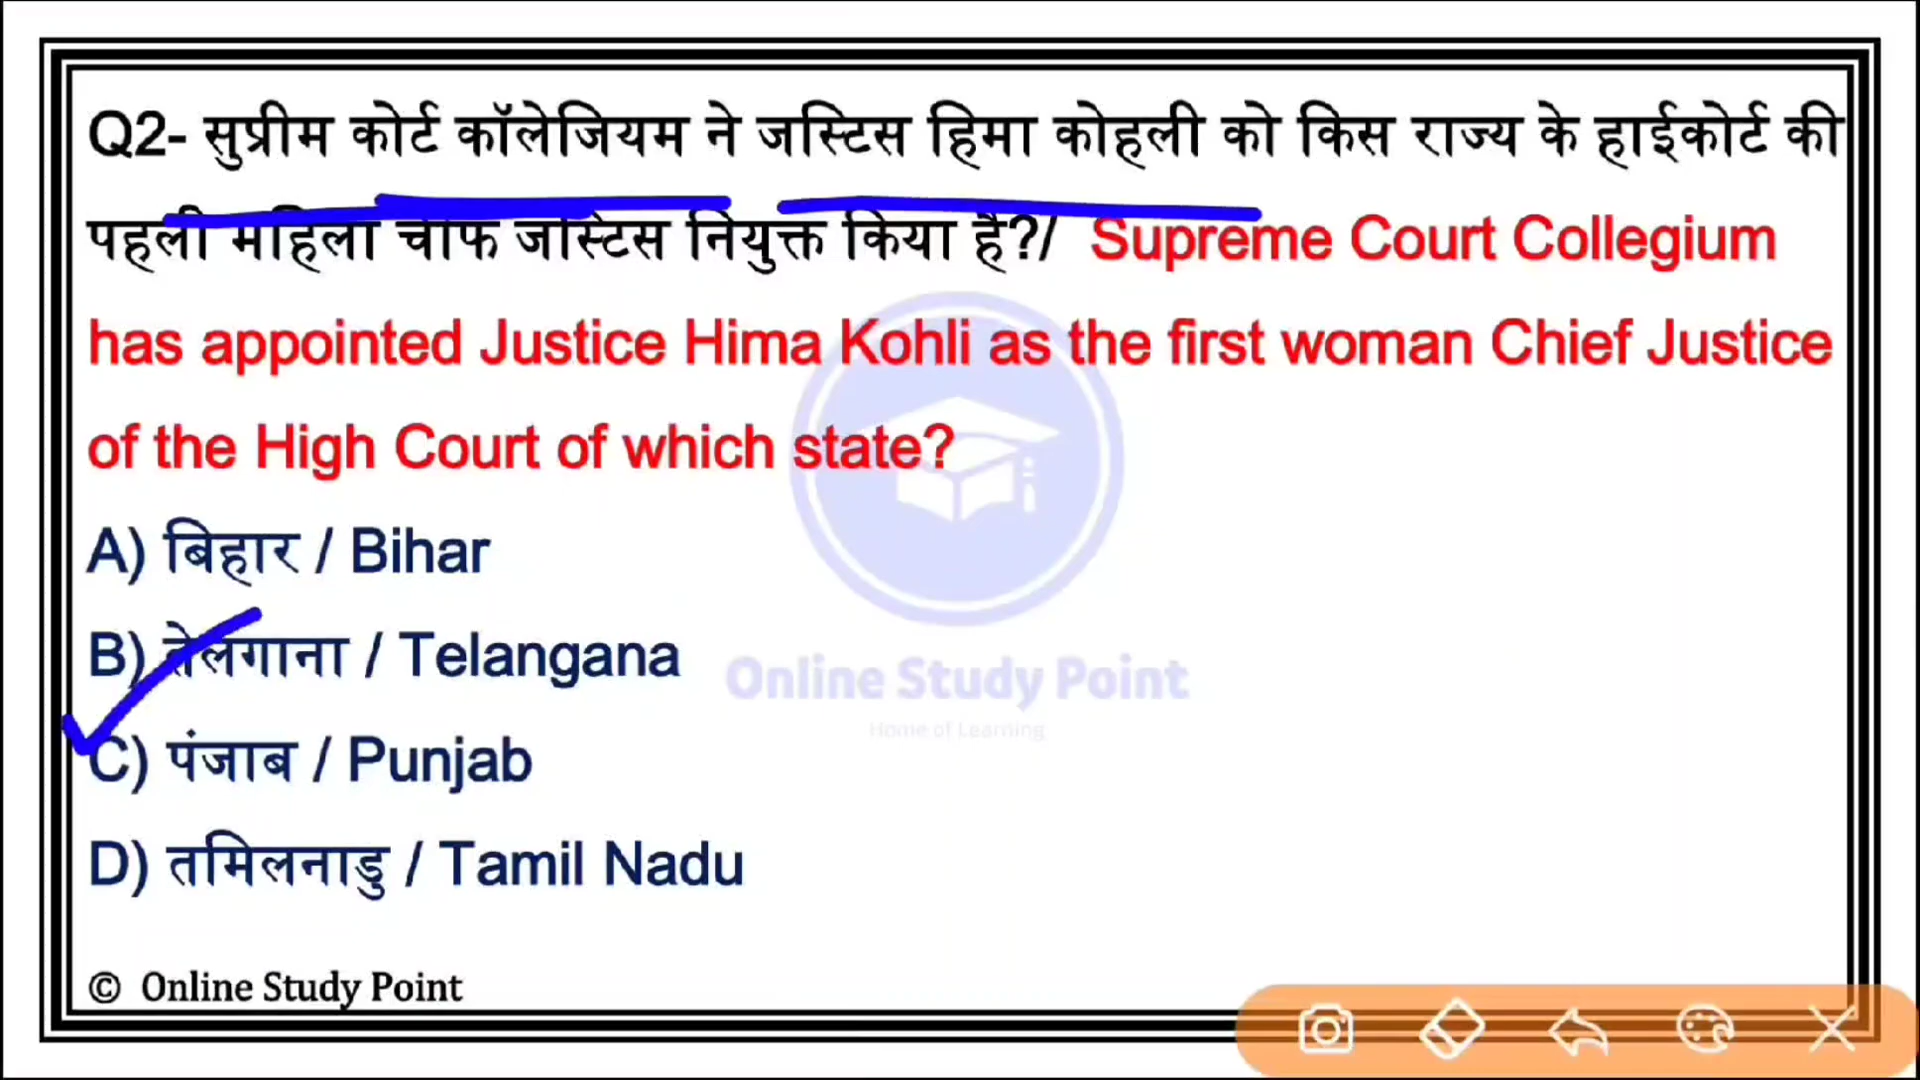 Q2- सुप्रीम कोर्ट कॉलेजियम ने जस्टिस हिमा कोहली को किस राज्य के हाईकोर्ट की
पहली महिला चीफ जस्टिस नियुक्त किया है?/ Supreme Court Collegium
has appointed Justice Hima Kohli as the first woman Chief Justice
of the High Court of which state?
A) बिहार / Bihar
B) तेलगाना / Telangana
C) पंजाब / Punjab
D) तमिलनाडु / Tamil Nadu
Online Study Point
Home of Learning
© Online Study Point